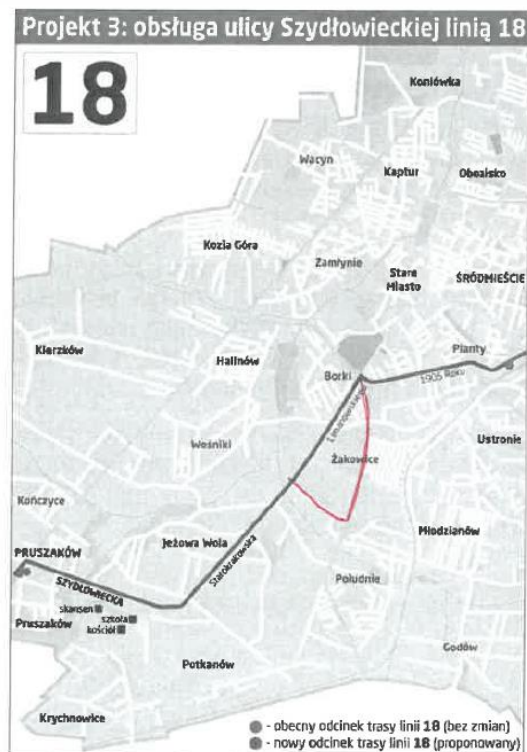 Projekt 3: obsługa ulicy Szydłowieckiej linią 18
18
Koniówka
Wacyn
Kaptur
Obozisko
Kozia Góra
Zamłynie
Stare
Miasto
ŚRÓDMIEŚCIE
Kierzków
Halinów
Planty
Borki
1905 Roku
Limanowskiego
Ustronie
Wośniki
Żakowice
Kończyce
Młodzianów
Jeżowa Wola
Starokrakowska
PRUSZAKÓW
SZYDŁOWIECKA
Południe
skansen
szkoła
Pruszaków
kościół
Godów
Potkanów
Krychnowice
- obecny odcinek trasy linii 18 (bez zmian)
- nowy odcinek trasy linii 18 (proponowany)